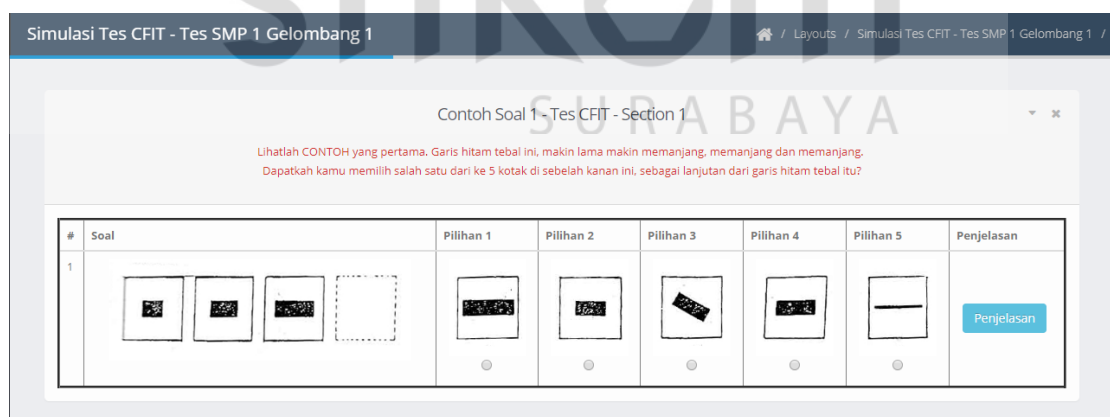 Simulasi Tes CFIT - Tes SMP 1 Gelombang 1
/ Layouts / Simulasi Tes CFIT - Tes SMP 1 Gelombang 1 /
SURABAYA
Contoh Soal 1 - Tes CFIT - Section 1
Lihatlah CONTOH yang pertama. Garis hitam tebal ini, makin lama makin memanjang, memanjang dan memanjang.
Dapatkah kamu memilih salah satu dari ke 5 kotak di sebelah kanan ini, sebagai lanjutan dari garis hitam tebal itu?
# Soal Pilihan 1 Pilihan 2 Pilihan 3 Pilihan 4 Pilihan 5 Penjelasan
1
Penjelasan